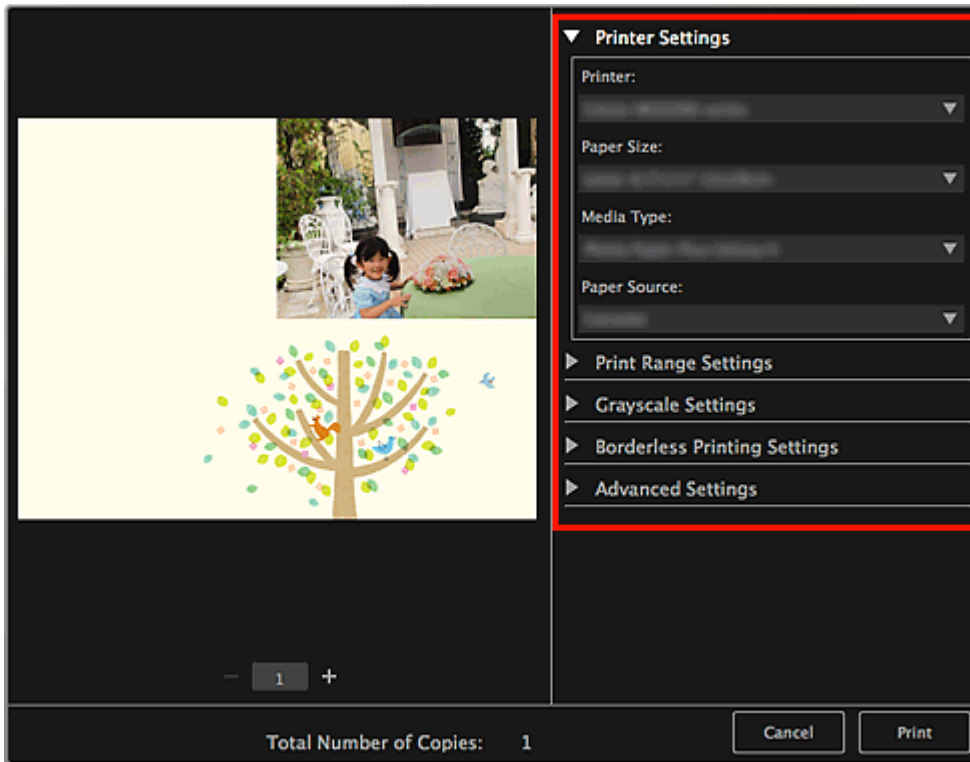 Printer Settings
Printer:
Paper Size:
Media Type:
Paper Source:
Print Range Settings
Grayscale Settings
Borderless Printing Settings
Advanced Settings
1
Total Number of Copies: 1
Cancel
Print